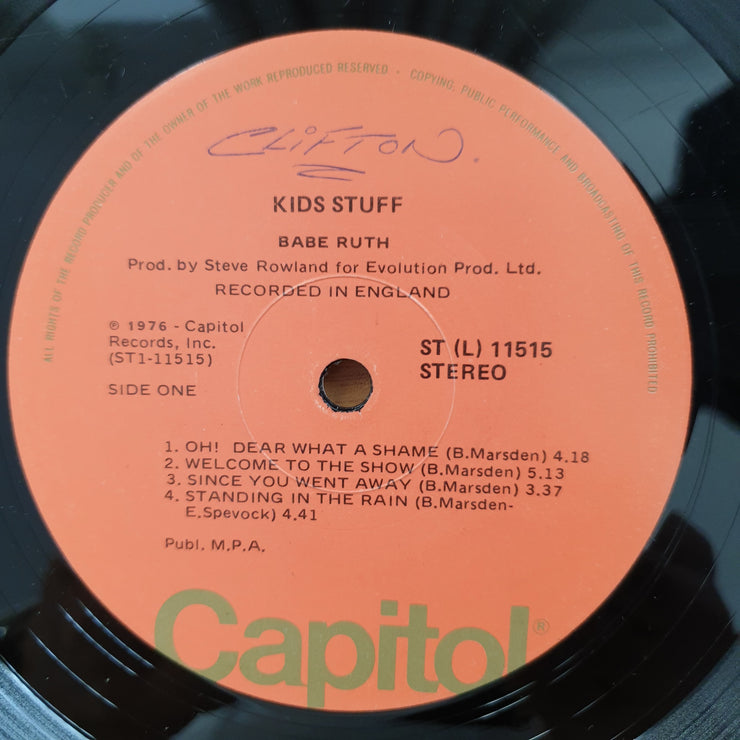 ALL RIGHTS OF THE RECORD PRODUCER AND OF THE OWNER OF THE WORK REPRODUCED RESERVED · COPYING, PUBLIC PERFORMANCE AND BROADCASTING OF THIS RECORD PROHIBITED
CLIFTON.
KIDS STUFF
BABE RUTH
Prod. by Steve Rowland for Evolution Prod. Ltd.
RECORDED IN ENGLAND
℗ 1976 - Capitol
Records, Inc.
(ST1-11515)
SIDE ONE
ST (L) 11515
STEREO
1. OH! DEAR WHAT A SHAME (B.Marsden) 4.18
2. WELCOME TO THE SHOW (B.Marsden) 5.13
3. SINCE YOU WENT AWAY (B.Marsden) 3.37
4. STANDING IN THE RAIN (B.Marsden-
E.Spevock) 4.41
Publ. M.P.A.
Capitol®